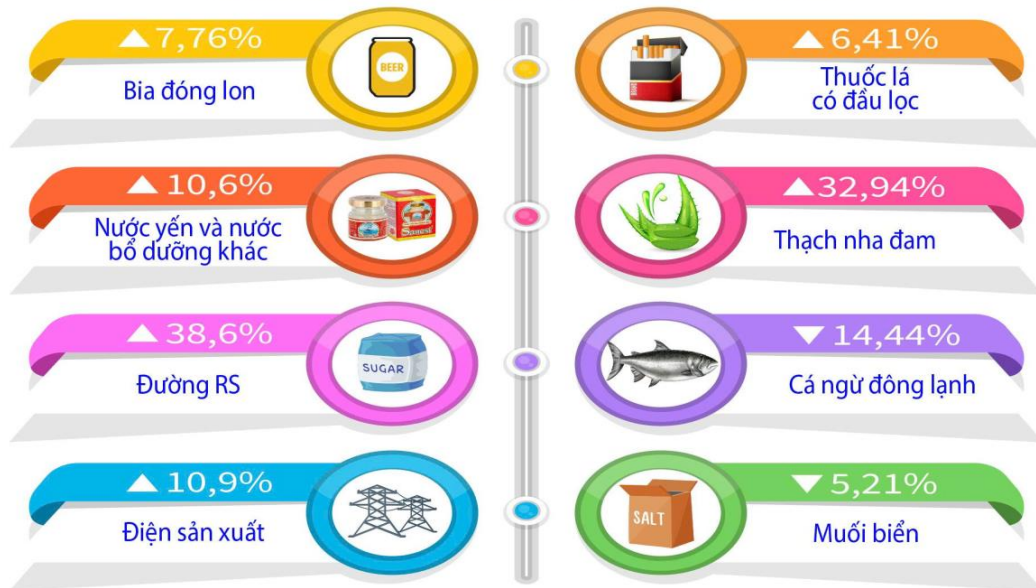 ▲ 7,76%
Bia đóng lon
BEER
▲ 6,41%
Thuốc lá
có đầu lọc
▲ 10,6%
Nước yến và nước
bổ dưỡng khác
▲ 32,94%
Thạch nha đam
▲ 38,6%
Đường RS
SUGAR
▼ 14,44%
Cá ngừ đông lạnh
▲ 10,9%
Điện sản xuất
▼ 5,21%
Muối biển
SALT